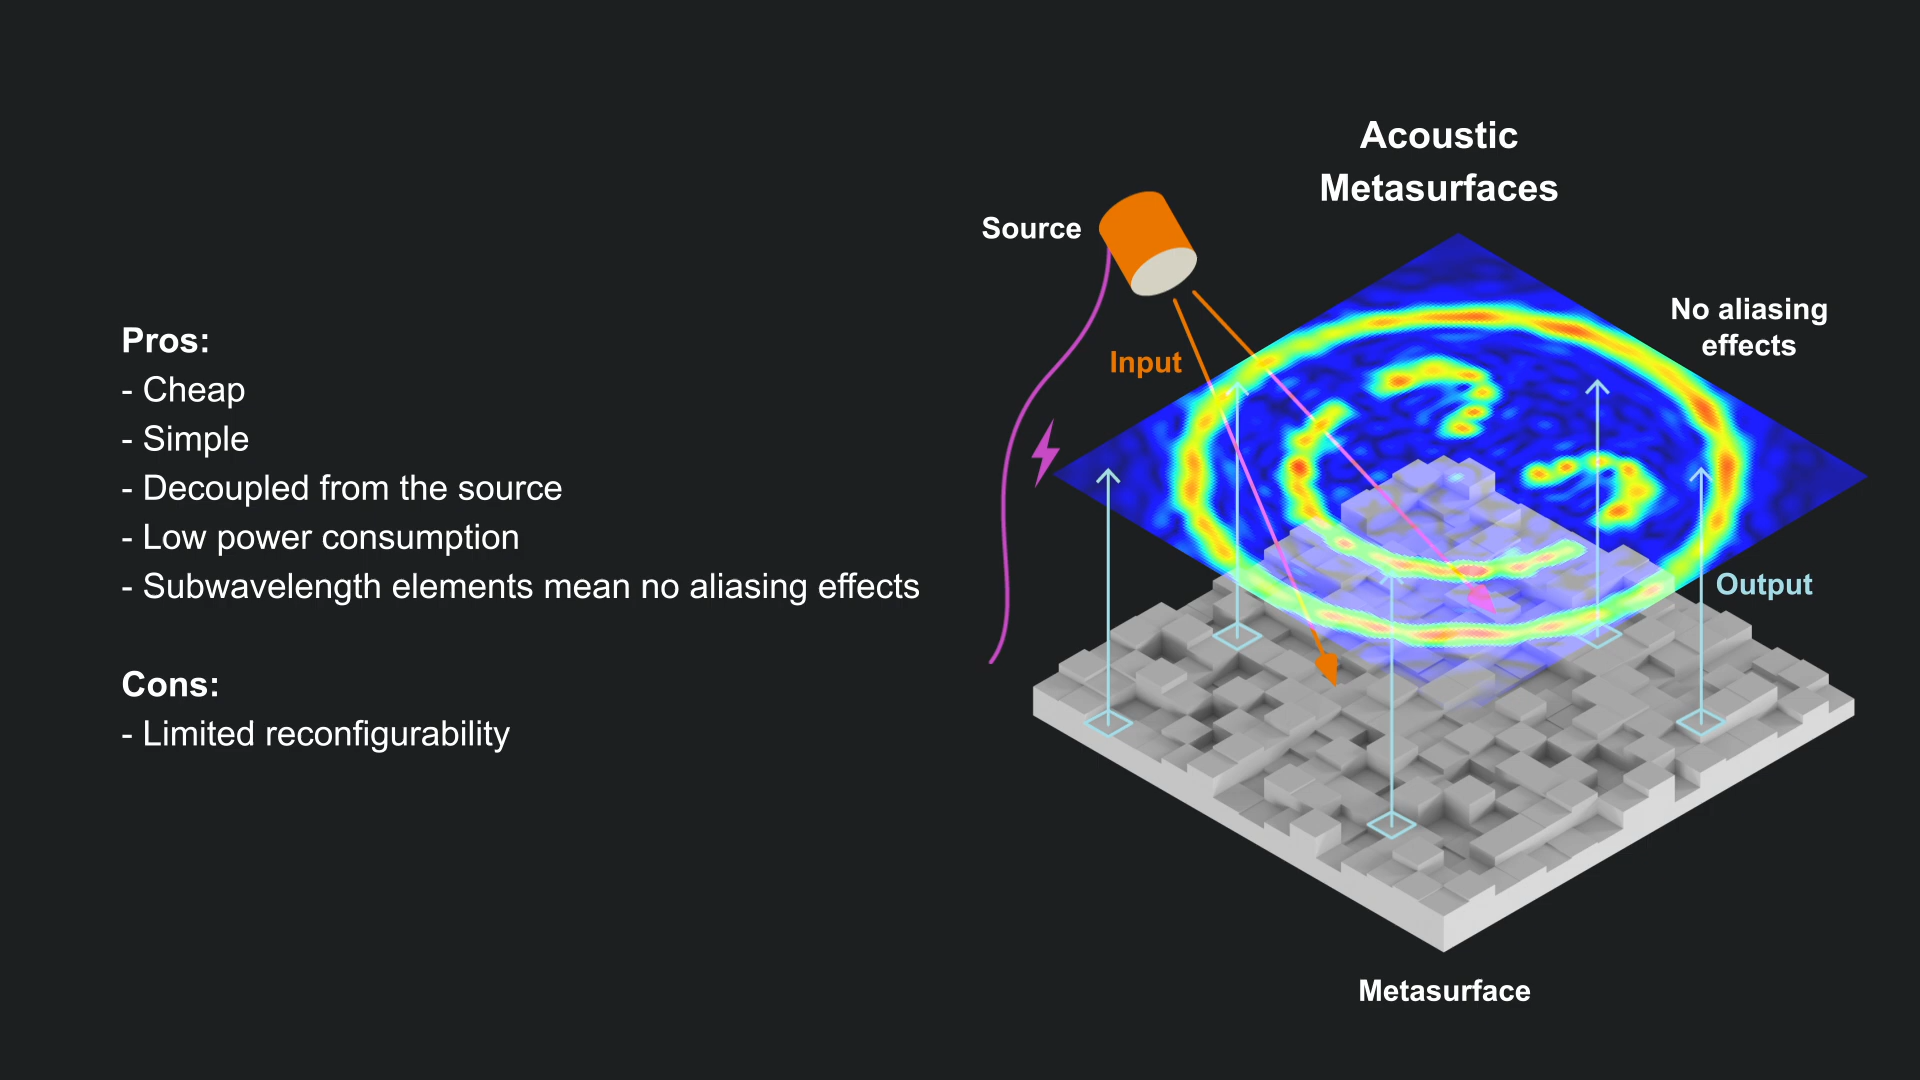 Acoustic
Metasurfaces
Source
No aliasing
effects
Input
Pros:
- Cheap
- Simple
- Decoupled from the source
- Low power consumption
- Subwavelength elements mean no aliasing effects
Output
Cons:
- Limited reconfigurability
Metasurface